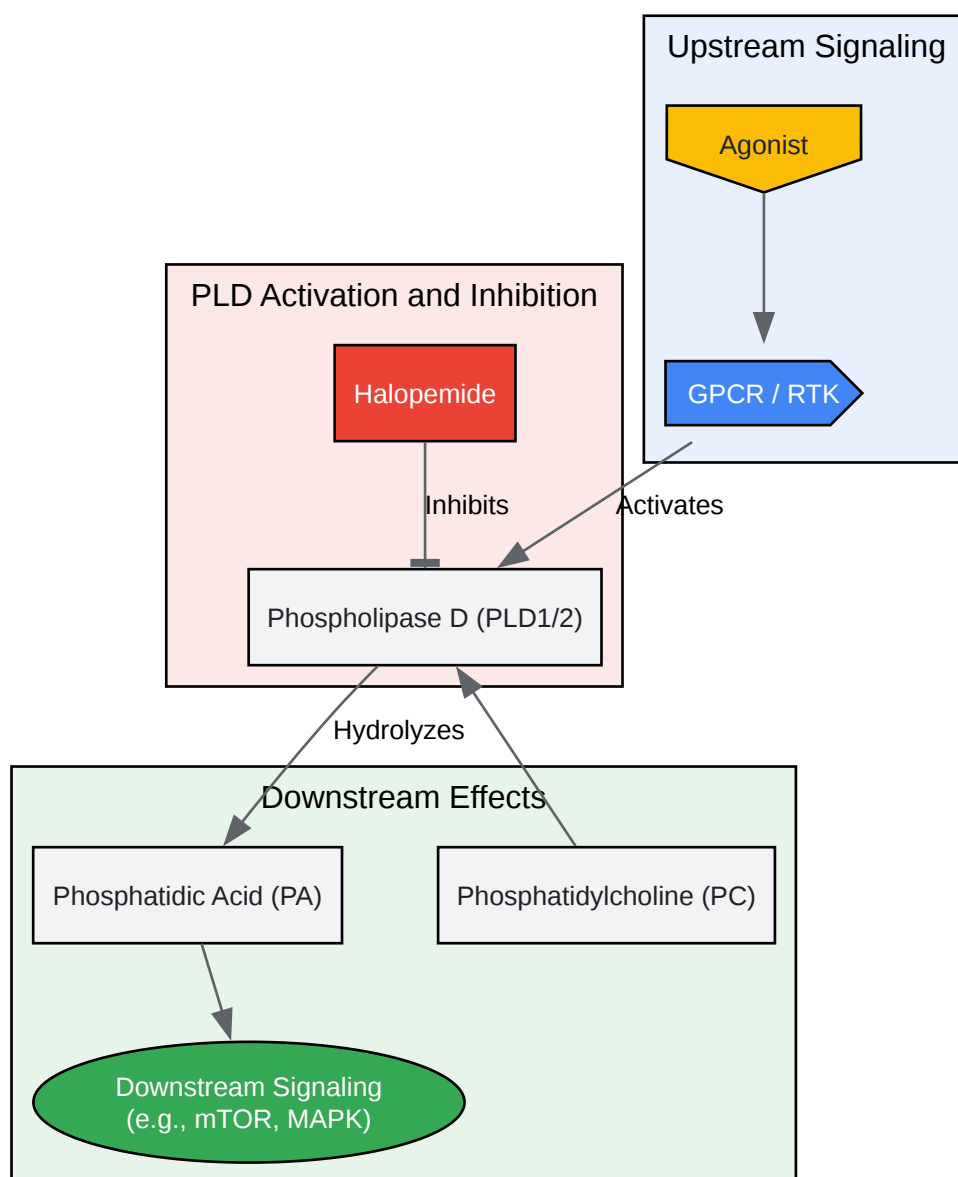 Upstream Signaling
Agonist
PLD Activation and Inhibition
Halopemide
GPCR / RTK
Inhibits
Activates
Phospholipase D (PLD1/2)
Hydrolyzes
Downstream Effects
Phosphatidic Acid (PA)
Phosphatidylcholine (PC)
Downstream Signaling
(e.g., mTOR, MAPK)